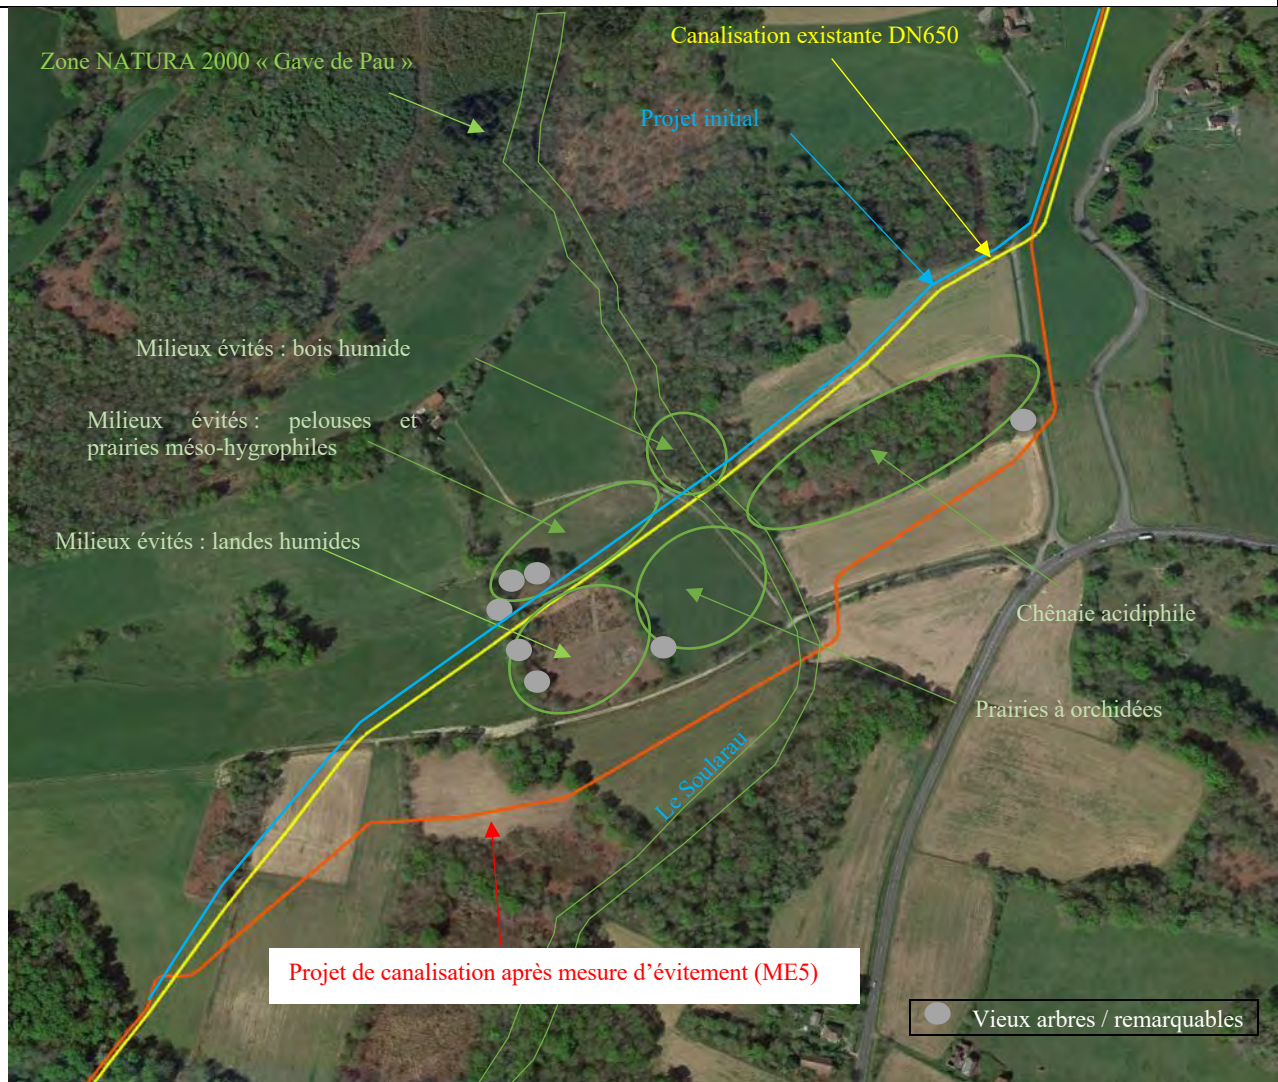 Canalisation existante DN650
Zone NATURA 2000 « Gave de Pau »
Projet initial
Milieux évités : bois humide
Milieux évités : pelouses et
prairies méso-hygrophiles
Milieux évités : landes humides
Chênaie acidiphile
Prairies à orchidées
Le Soularau
Projet de canalisation après mesure d’évitement (ME5)
Vieux arbres / remarquables